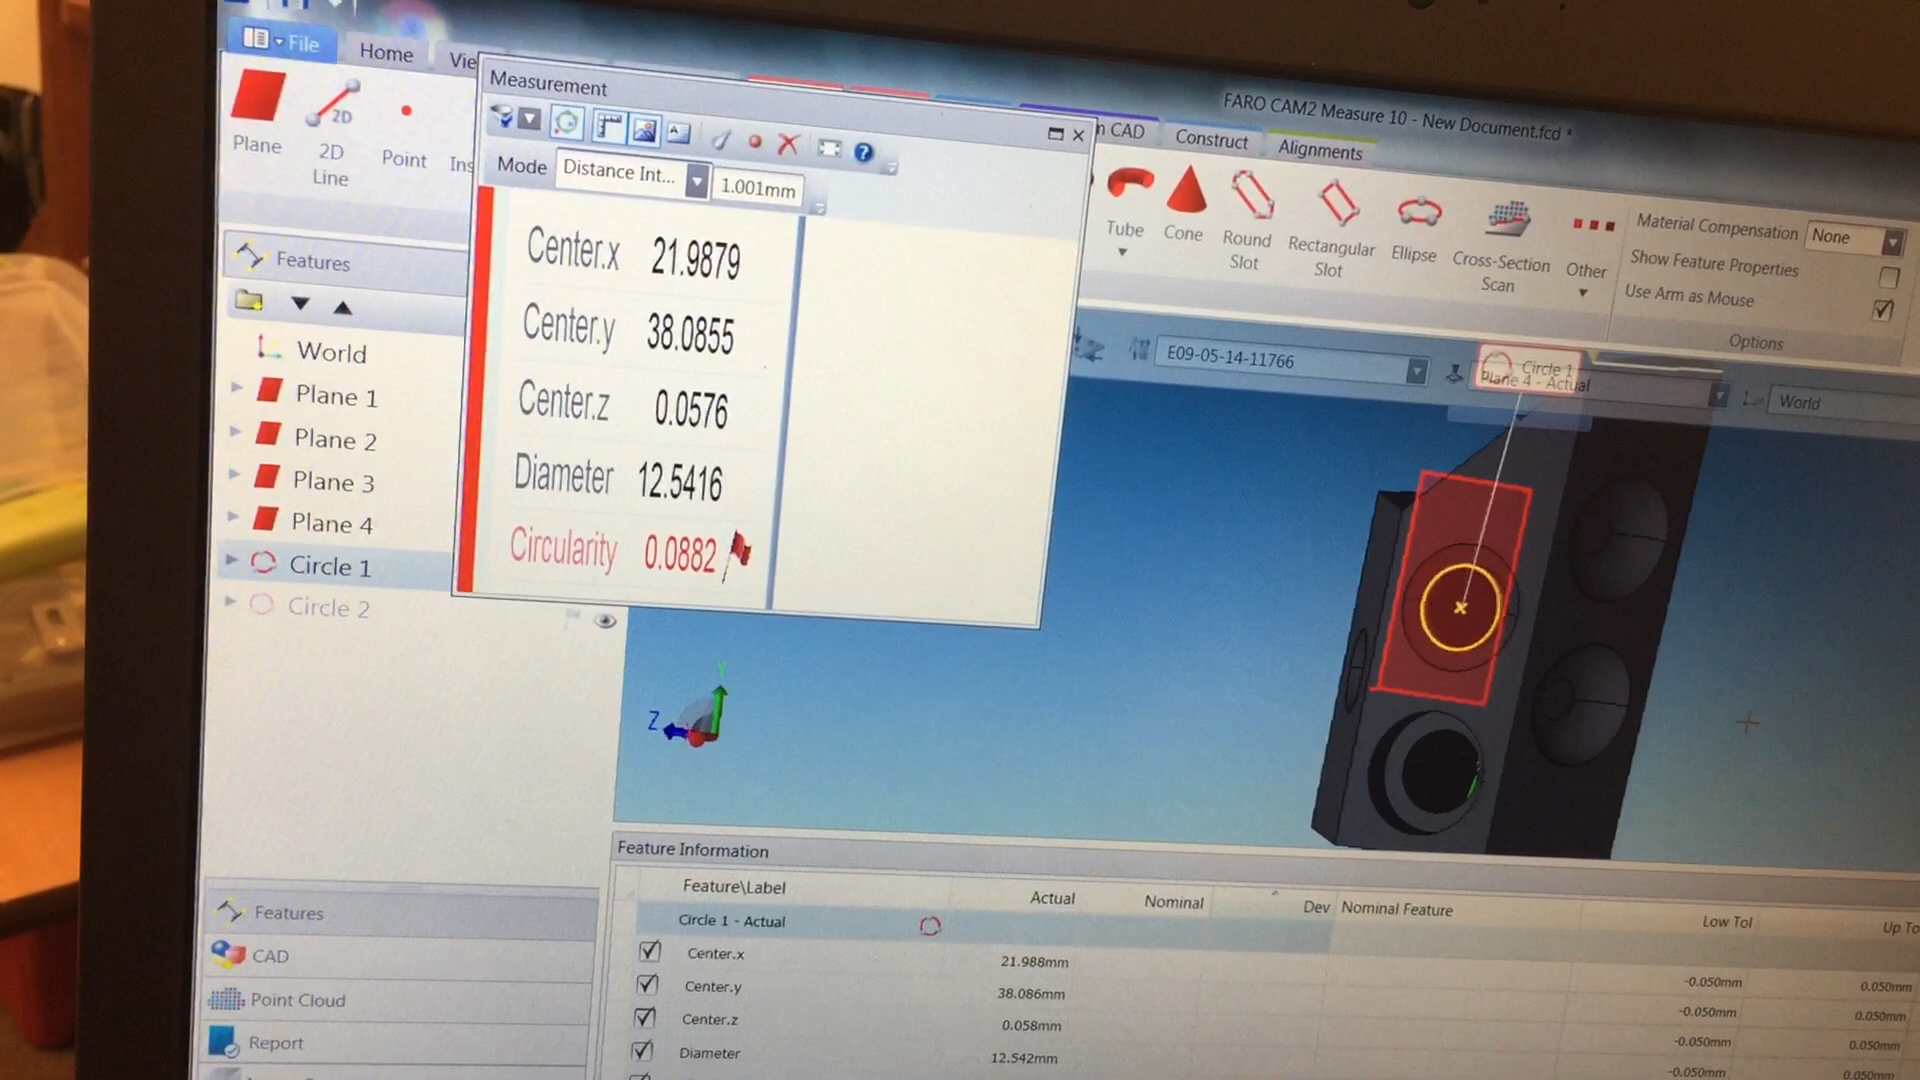 File
Home
Vie
Measurement
FARO CAM2 Measure 10 - New Document.fcd *
n CAD
Construct
Alignments
Plane
2D
2D
Line
Point
Ins
Mode
Distance Int...
1.001mm
Tube
Cone
Round
Slot
Rectangular
Slot
Ellipse
Cross-Section
Scan
Other
Material Compensation
None
Show Feature Properties
Use Arm as Mouse
Options
Features
World
Plane 1
Plane 2
Plane 3
Plane 4
Circle 1
Circle 2
Center.x 21.9879
Center.y 38.0855
Center.z 0.0576
Diameter 12.5416
Circularity 0.0882
E09-05-14-11766
Circle 1
Plane 4 - Actual
World
Y
Z
Feature Information
Feature\Label
Actual
Nominal
Dev
Nominal Feature
Low Tol
Up To
Circle 1 - Actual
Center.x 21.988mm -0.050mm 0.050mm
Center.y 38.086mm -0.050mm 0.050mm
Center.z 0.058mm -0.050mm 0.050mm
Diameter 12.542mm -0.050mm 0.050mm
Features
CAD
Point Cloud
Report